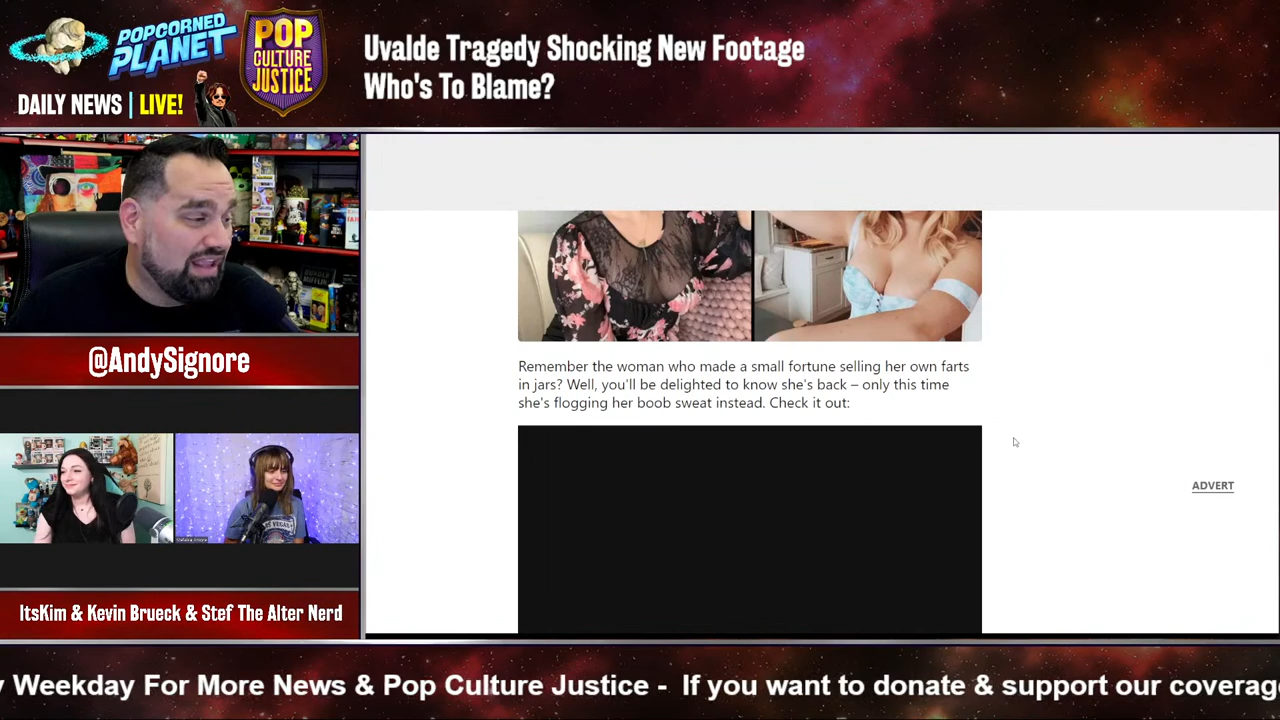 POPCORNED
PLANET
POP
CULTURE
JUSTICE
DAILY NEWS | LIVE!
Uvalde Tragedy Shocking New Footage
Who's To Blame?
@AndySignore
Remember the woman who made a small fortune selling her own farts
in jars? Well, you'll be delighted to know she's back – only this time
she's flogging her boob sweat instead. Check it out:
ADVERT
ItsKim & Kevin Brueck & Stef The Alter Nerd
y Weekday For More News & Pop Culture Justice - If you want to donate & support our coverag